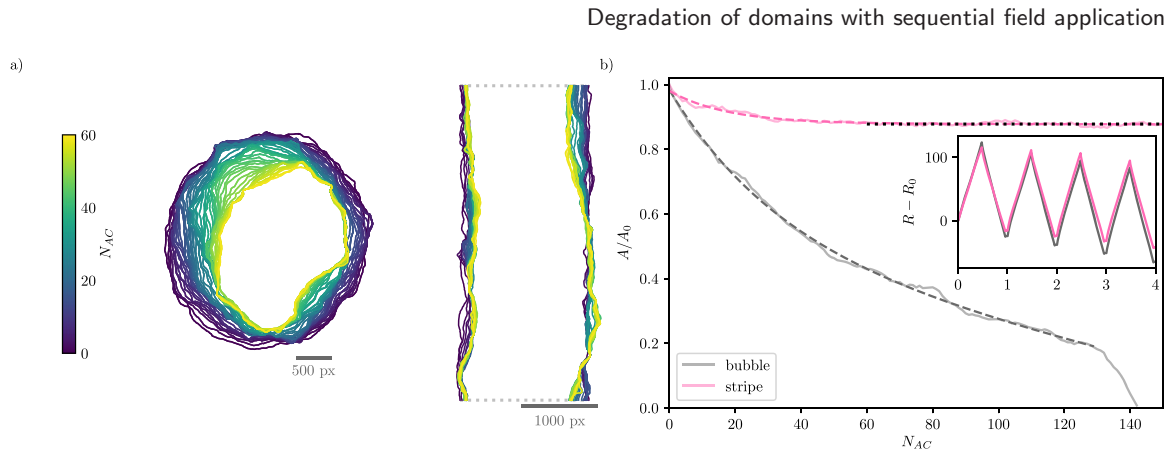 Degradation of domains with sequential field application
a)
60
40
20
0
N_AC
500 px
1000 px
b)
1.0
0.8
0.6
0.4
0.2
0.0
A/A_0
0 20 40 60 80 100 120 140
N_AC
bubble
stripe
100
0
R − R_0
0 1 2 3 4